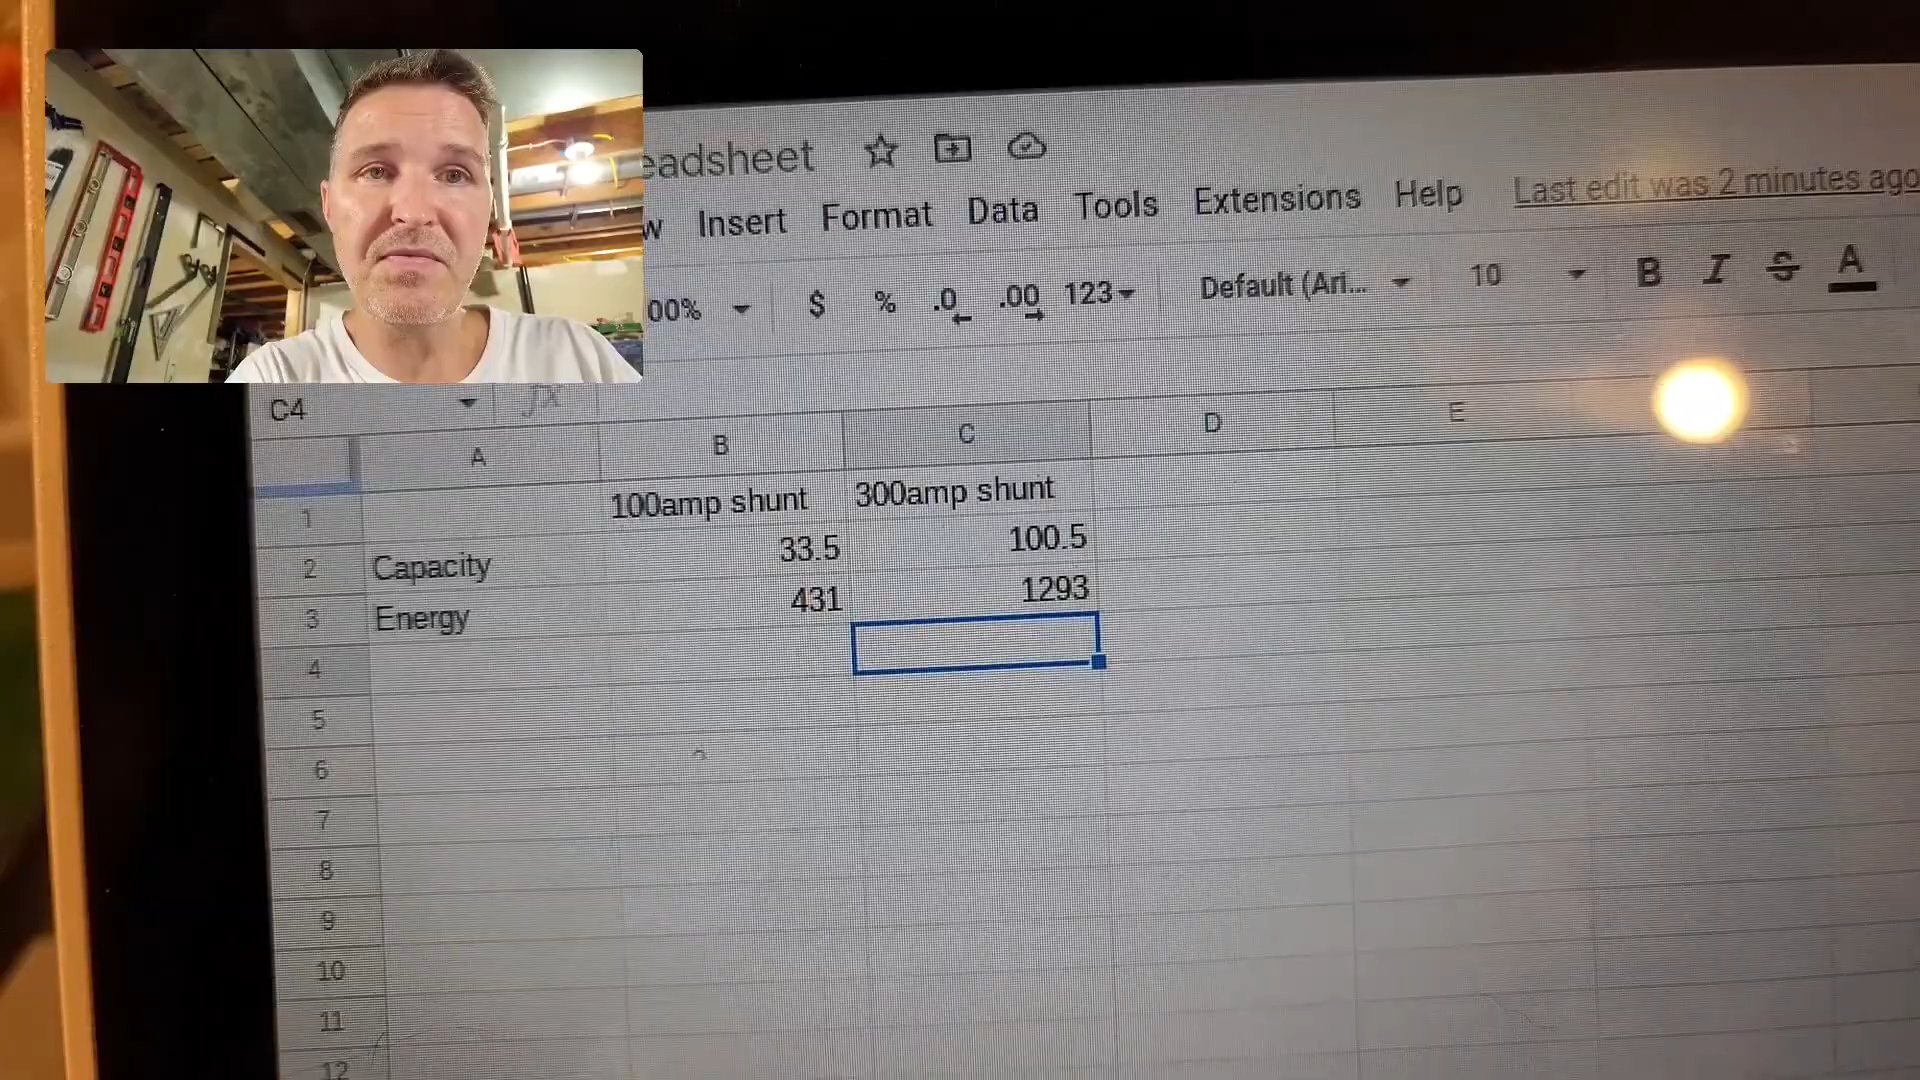 eadsheet
w Insert Format Data Tools Extensions Help Last edit was 2 minutes ago
00% $ % .0 .00 123 Default (Ari... 10 B I S A
C4 fx
A B C D E
1 100amp shunt 300amp shunt
2 Capacity 33.5 100.5
3 Energy 431 1293
4
5
6
7
8
9
10
11
12